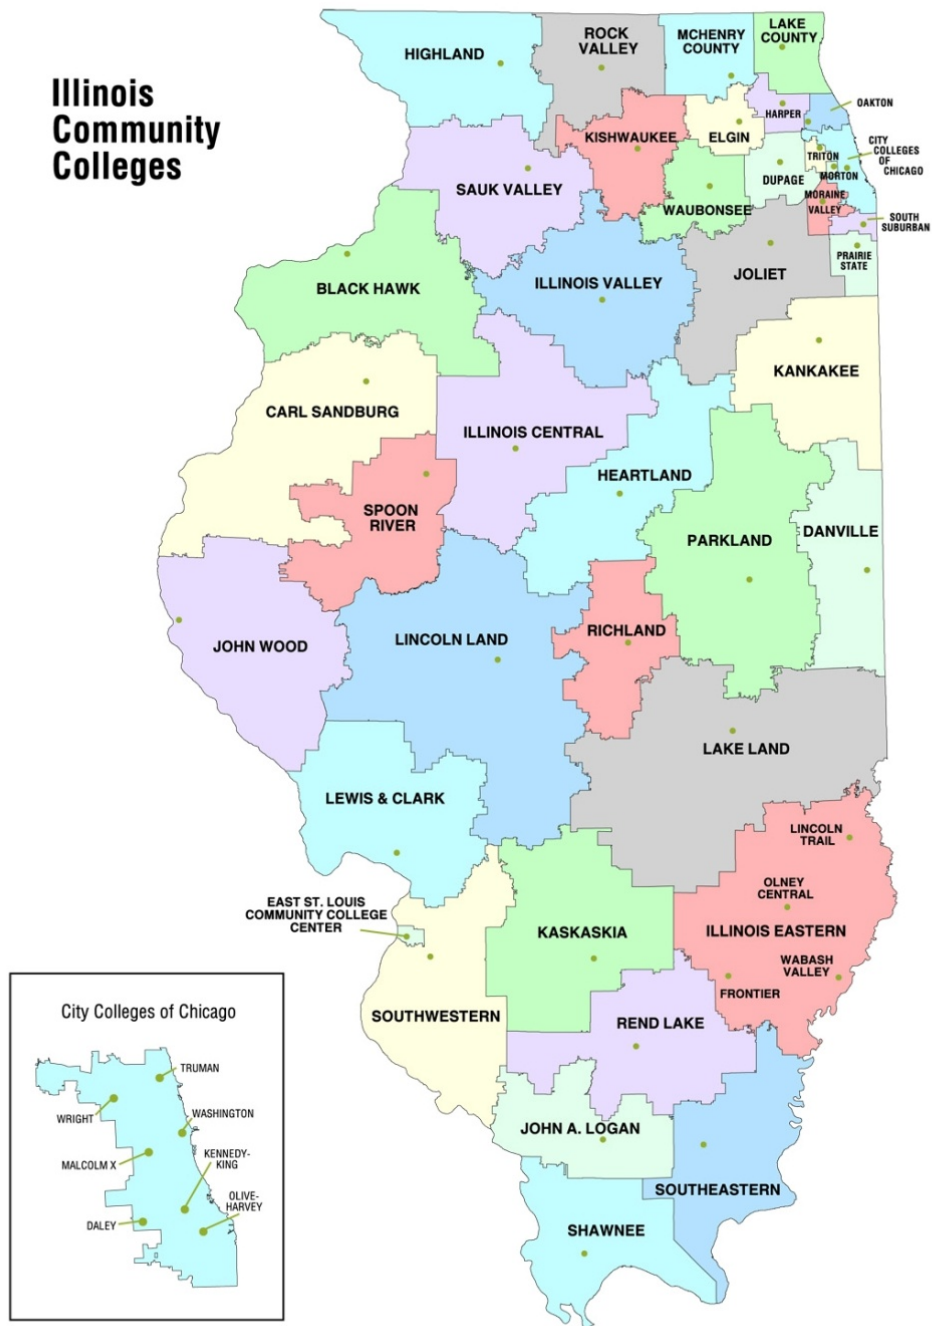 Illinois
Community
Colleges
HIGHLAND
ROCK
VALLEY
MCHENRY
COUNTY
LAKE
COUNTY
HARPER
OAKTON
KISHWAUKEE
ELGIN
CITY
COLLEGES
OF
CHICAGO
TRITON
SAUK VALLEY
DUPAGE
MORTON
MORAINE
VALLEY
WAUBONSEE
SOUTH
SUBURBAN
PRAIRIE
STATE
BLACK HAWK
ILLINOIS VALLEY
JOLIET
KANKAKEE
CARL SANDBURG
ILLINOIS CENTRAL
HEARTLAND
SPOON
RIVER
PARKLAND
DANVILLE
JOHN WOOD
LINCOLN LAND
RICHLAND
LAKE LAND
LEWIS & CLARK
LINCOLN
TRAIL
OLNEY
CENTRAL
EAST ST. LOUIS
COMMUNITY COLLEGE
CENTER
KASKASKIA
ILLINOIS EASTERN
WABASH
VALLEY
FRONTIER
SOUTHWESTERN
REND LAKE
JOHN A. LOGAN
SOUTHEASTERN
SHAWNEE
City Colleges of Chicago
TRUMAN
WRIGHT
WASHINGTON
MALCOLM X
KENNEDY-
KING
OLIVE-
HARVEY
DALEY